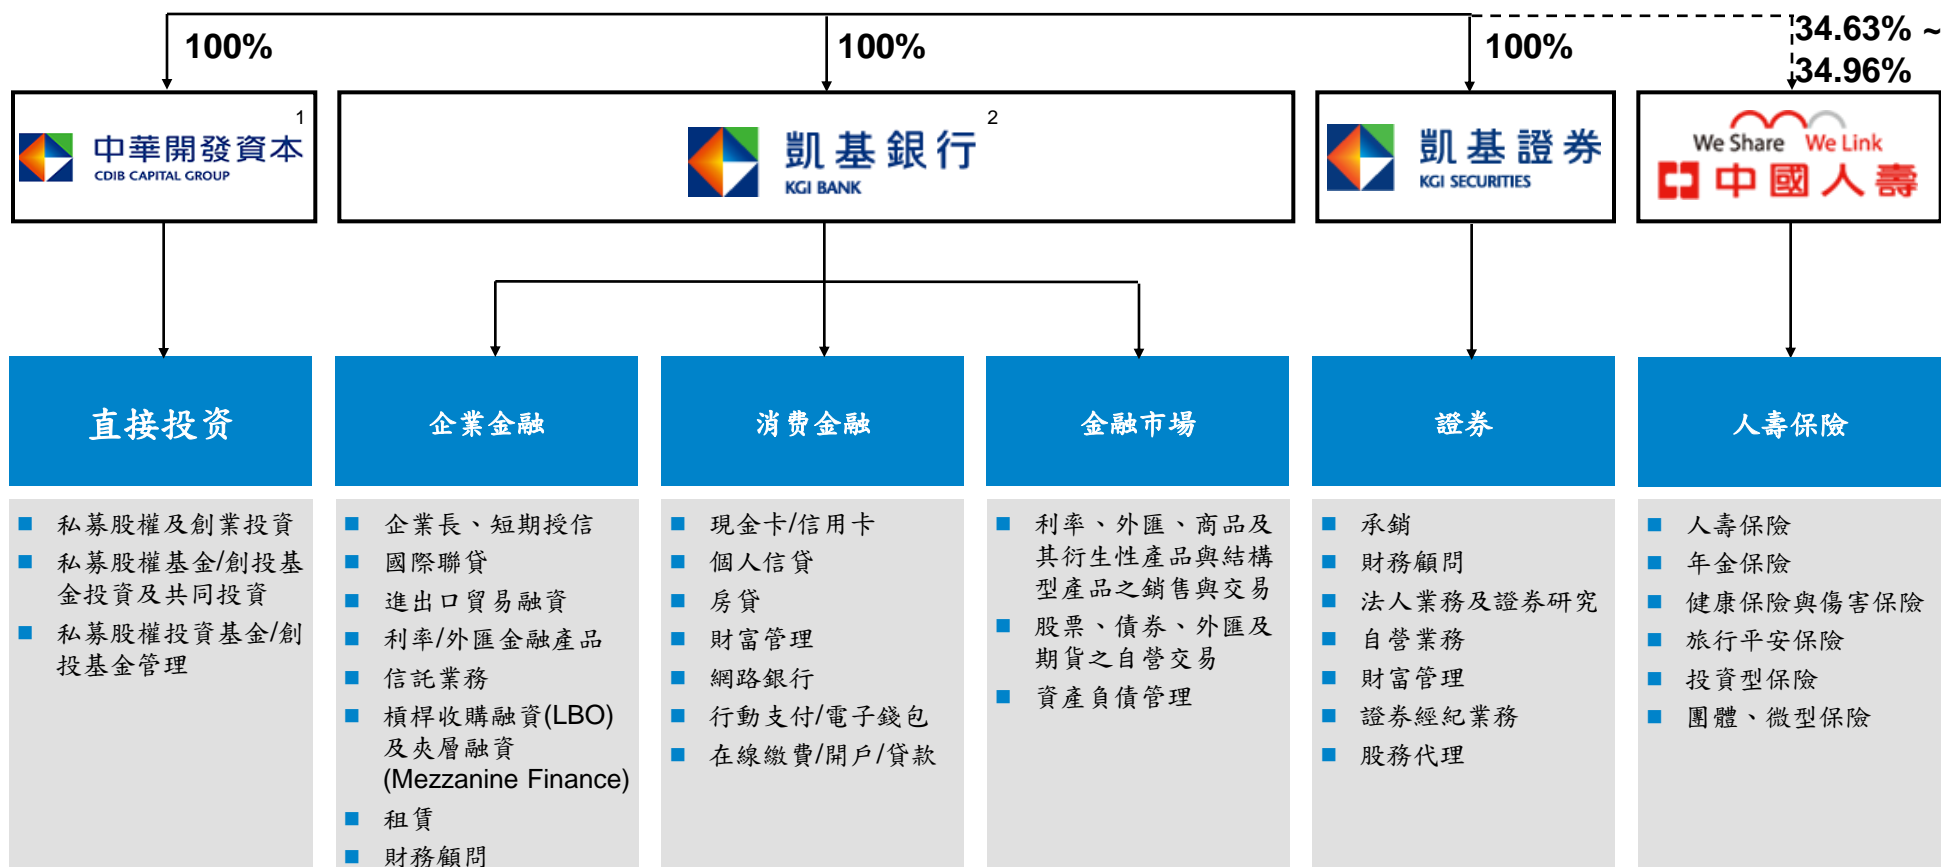 100%
100%
100%
34.63% ~
34.96%
1
中華開發資本
CDIB CAPITAL GROUP
2
凱基銀行
KGI BANK
凱基證券
KGI SECURITIES
We Share We Link
中國人壽
直接投资
企業金融
消费金融
金融市場
證券
人壽保險
私募股權及創業投資
私募股權基金/創投基
金投資及共同投資
私募股權投資基金/創
投基金管理
企業長、短期授信
國際聯貸
進出口貿易融資
利率/外匯金融產品
信託業務
槓桿收購融資(LBO)
及夾層融資
(Mezzanine Finance)
租賃
財務顧問
現金卡/信用卡
個人信貸
房貸
財富管理
網路銀行
行動支付/電子錢包
在線繳費/開戶/貸款
利率、外匯、商品及
其衍生性產品與結構
型產品之銷售與交易
股票、債券、外匯及
期貨之自營交易
資產負債管理
承銷
財務顧問
法人業務及證券研究
自營業務
財富管理
證券經紀業務
股務代理
人壽保險
年金保險
健康保險與傷害保險
旅行平安保險
投資型保險
團體、微型保險